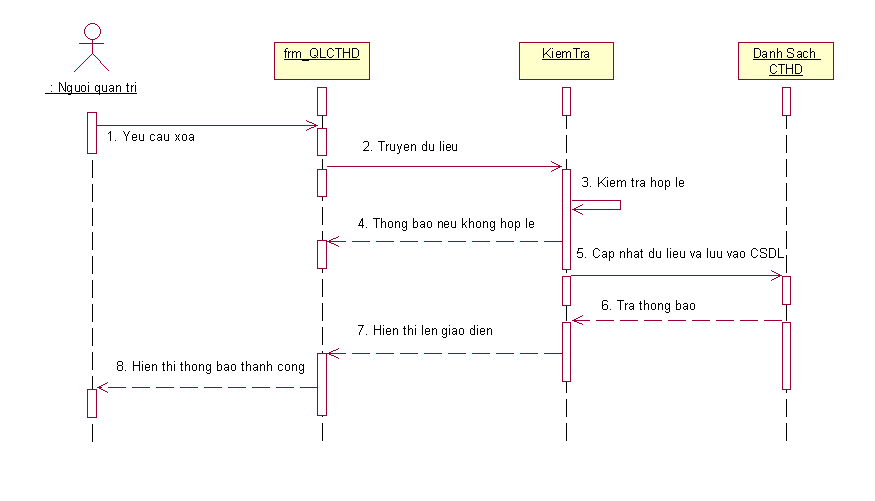 frm_QLCTHD
KiemTra
Danh Sach
CTHD
: Nguoi quan tri
1. Yeu cau xoa
2. Truyen du lieu
3. Kiem tra hop le
4. Thong bao neu khong hop le
5. Cap nhat du lieu va luu vao CSDL
6. Tra thong bao
7. Hien thi len giao dien
8. Hien thi thong bao thanh cong